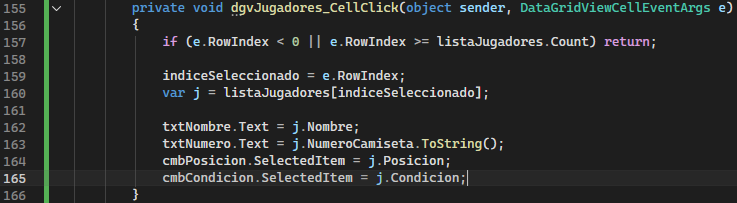 155 private void dgvJugadores_CellClick(object sender, DataGridViewCellEventArgs e)
156 {
157 if (e.RowIndex < 0 || e.RowIndex >= listaJugadores.Count) return;
158
159 indiceSeleccionado = e.RowIndex;
160 var j = listaJugadores[indiceSeleccionado];
161
162 txtNombre.Text = j.Nombre;
163 txtNumero.Text = j.NumeroCamiseta.ToString();
164 cmbPosicion.SelectedItem = j.Posicion;
165 cmbCondicion.SelectedItem = j.Condicion;
166 }